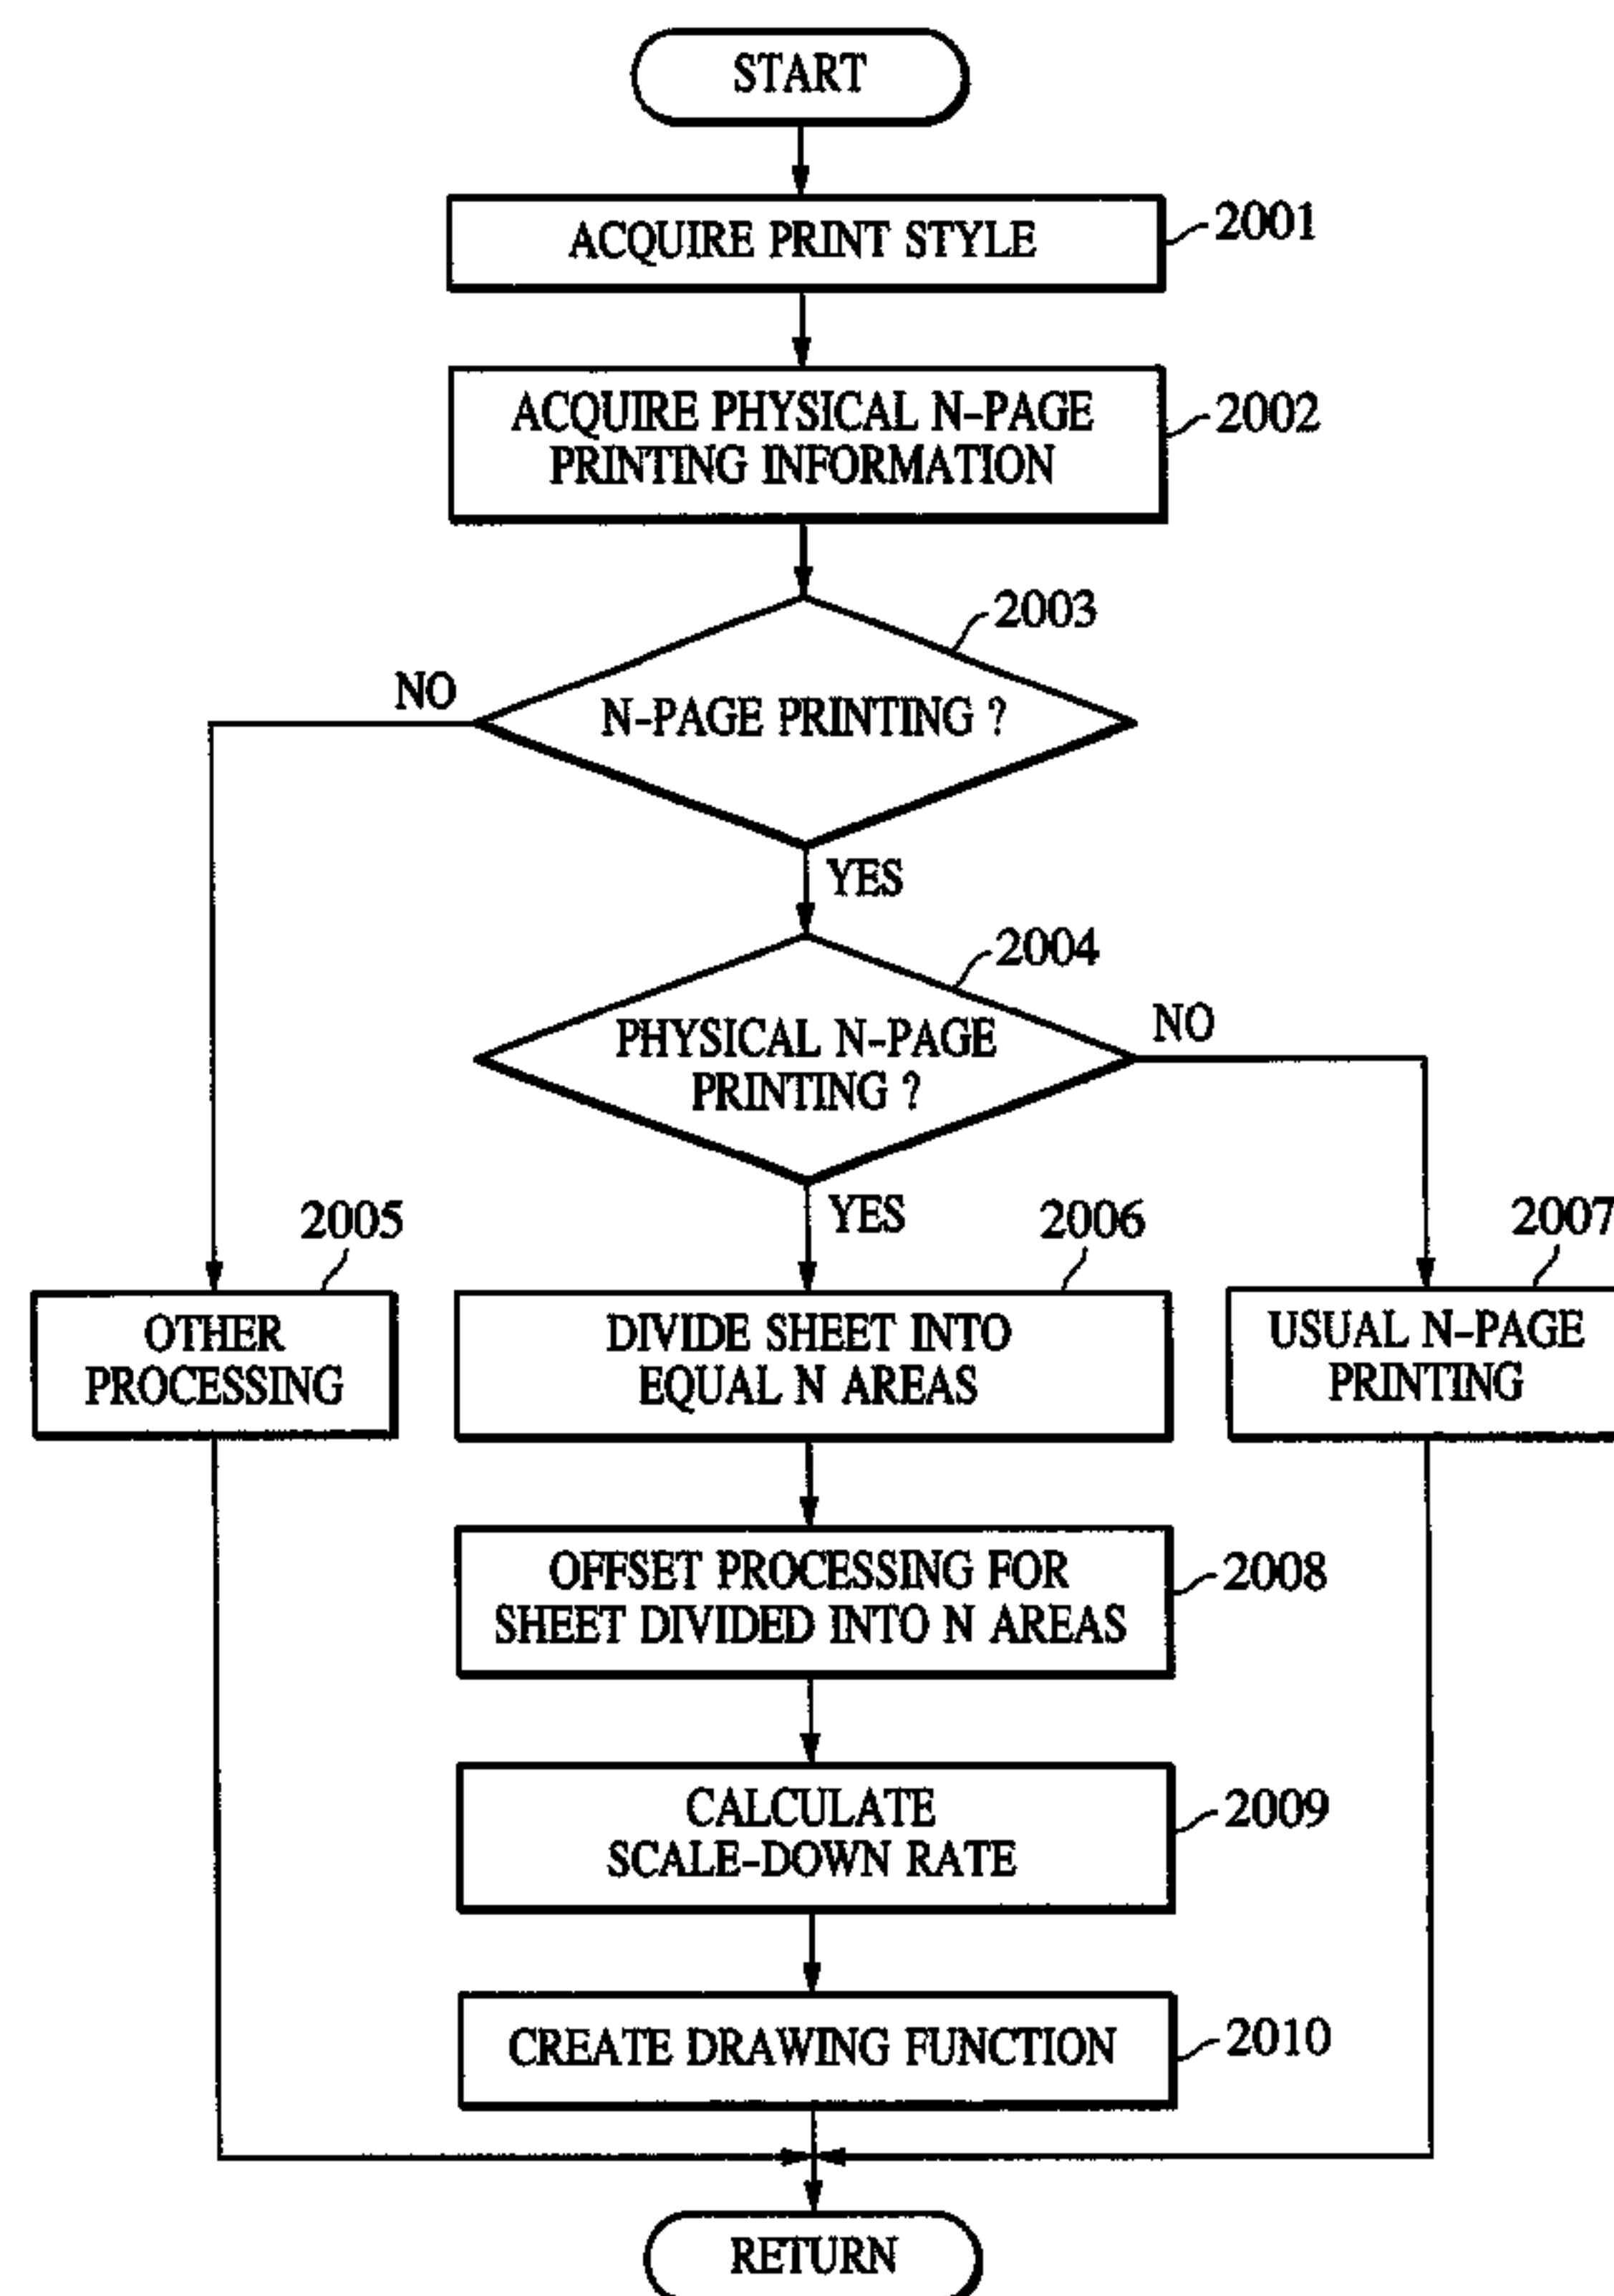 START
ACQUIRE PRINT STYLE
2001
ACQUIRE PHYSICAL N-PAGE
PRINTING INFORMATION
2002
2003
NO
N-PAGE PRINTING ?
YES
2004
PHYSICAL N-PAGE
PRINTING ?
NO
YES
2005
OTHER
PROCESSING
2006
DIVIDE SHEET INTO
EQUAL N AREAS
2007
USUAL N-PAGE
PRINTING
OFFSET PROCESSING FOR
SHEET DIVIDED INTO N AREAS
2008
CALCULATE
SCALE-DOWN RATE
2009
CREATE DRAWING FUNCTION
2010
RETURN